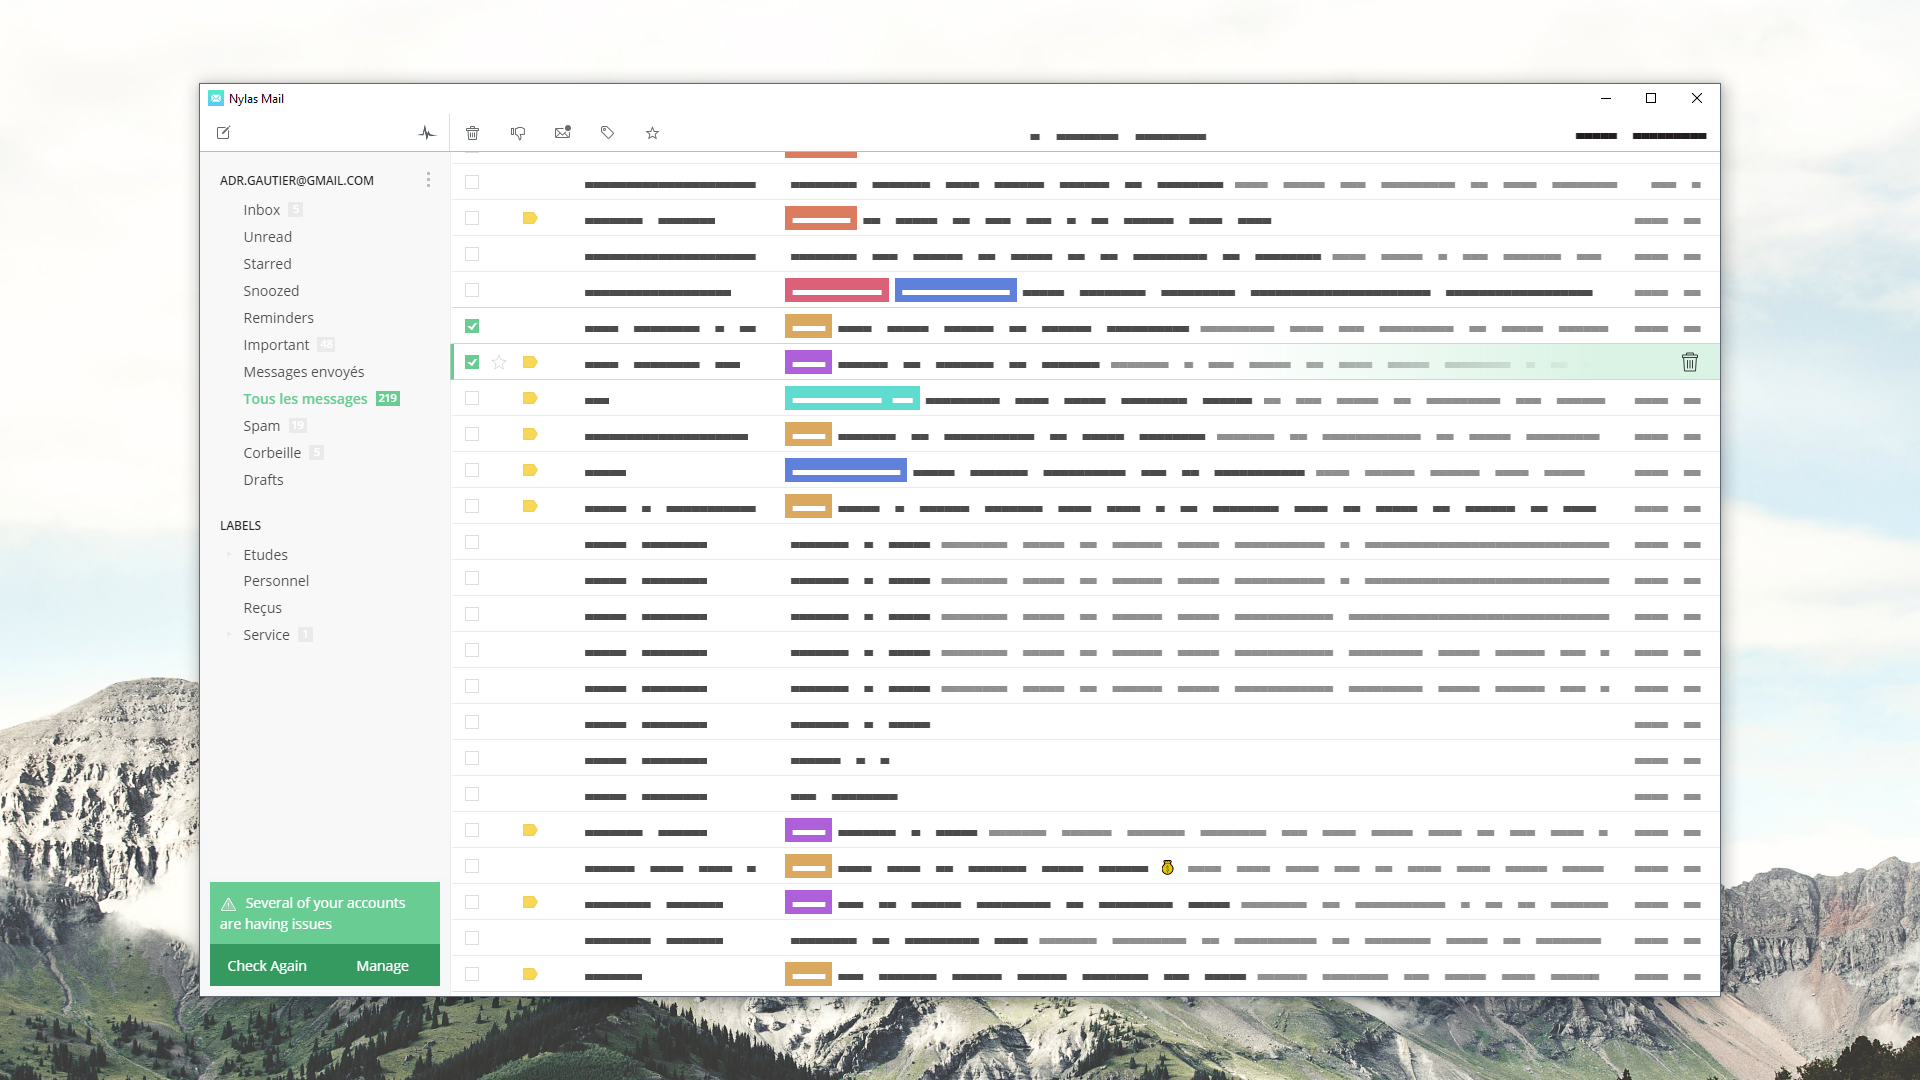 Nylas Mail
ADR.GAUTIER@GMAIL.COM
Inbox 5
Unread
Starred
Snoozed
Reminders
Important 48
Messages envoyés
Tous les messages 219
Spam 19
Corbeille 5
Drafts
LABELS
Etudes
Personnel
Reçus
Service 1
Several of your accounts
are having issues
Check Again Manage